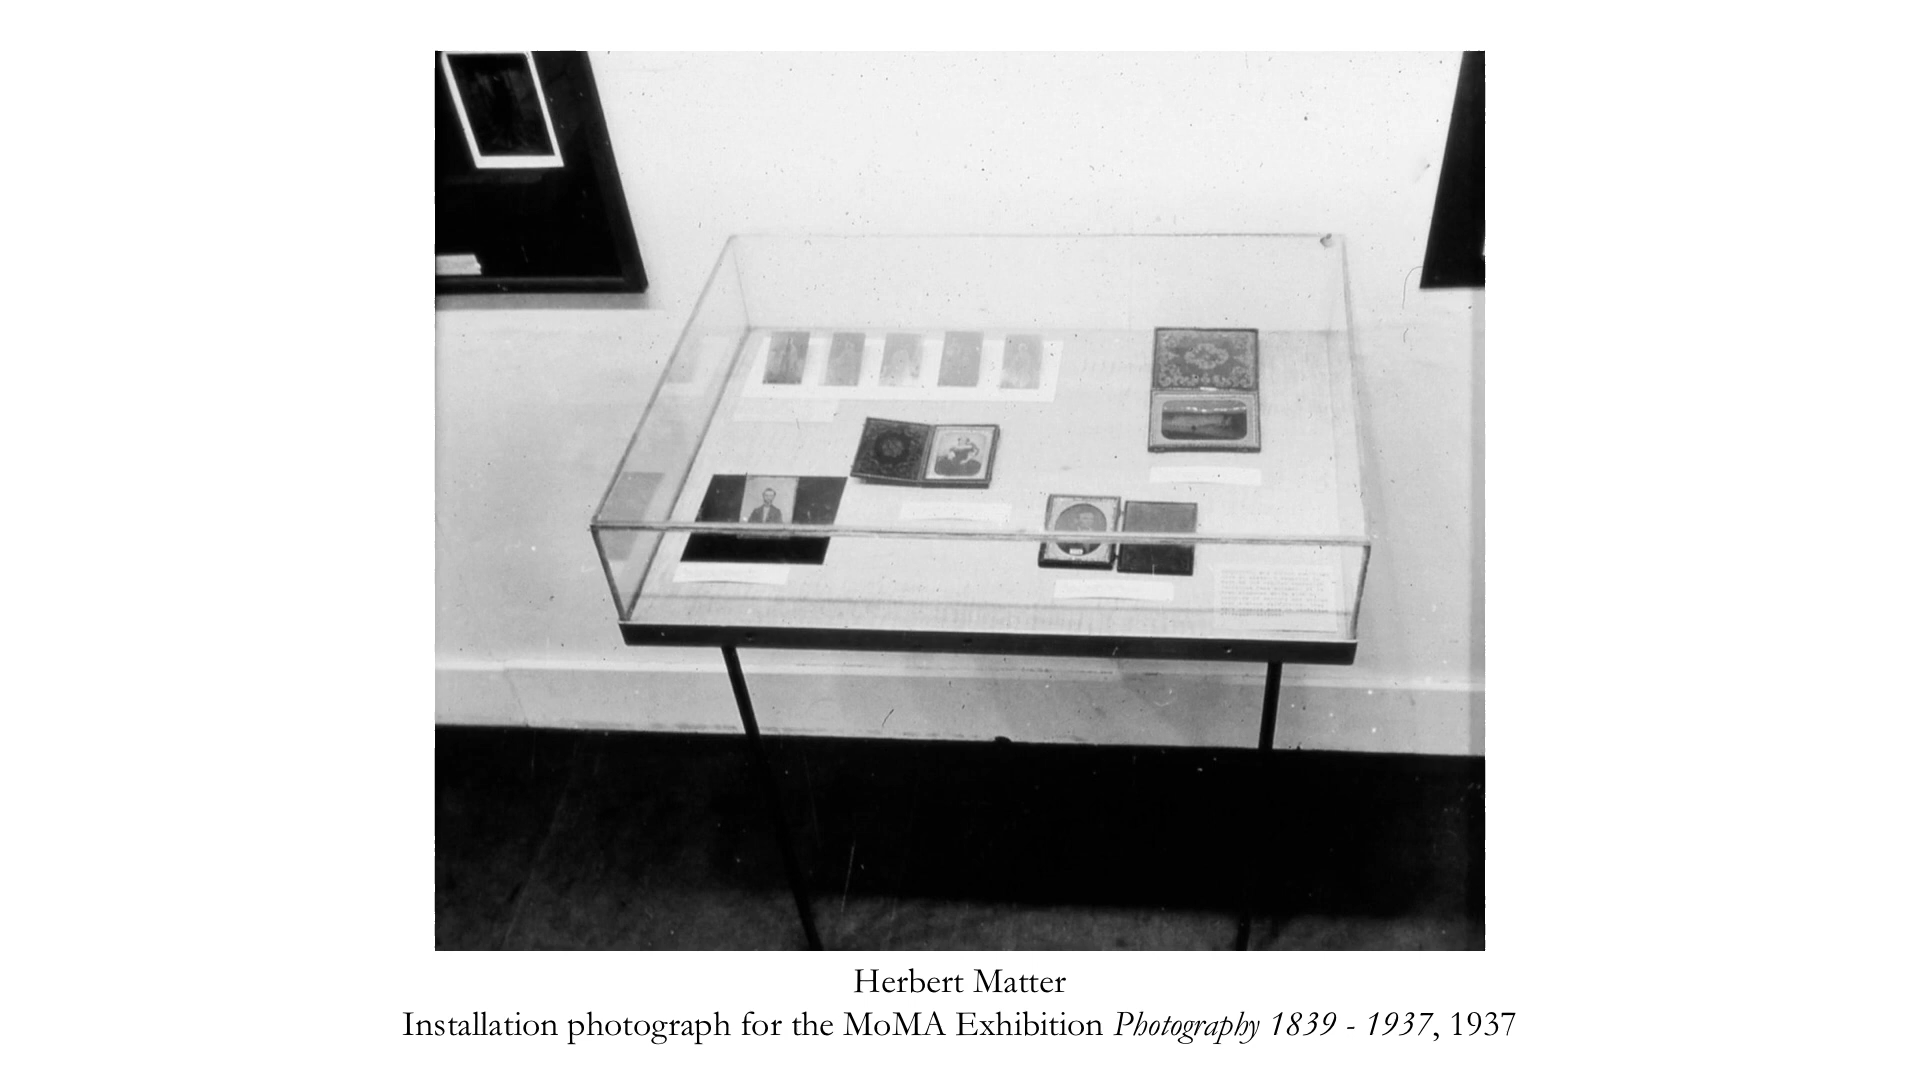 Herbert Matter
Installation photograph for the MoMA Exhibition Photography 1839 - 1937, 1937